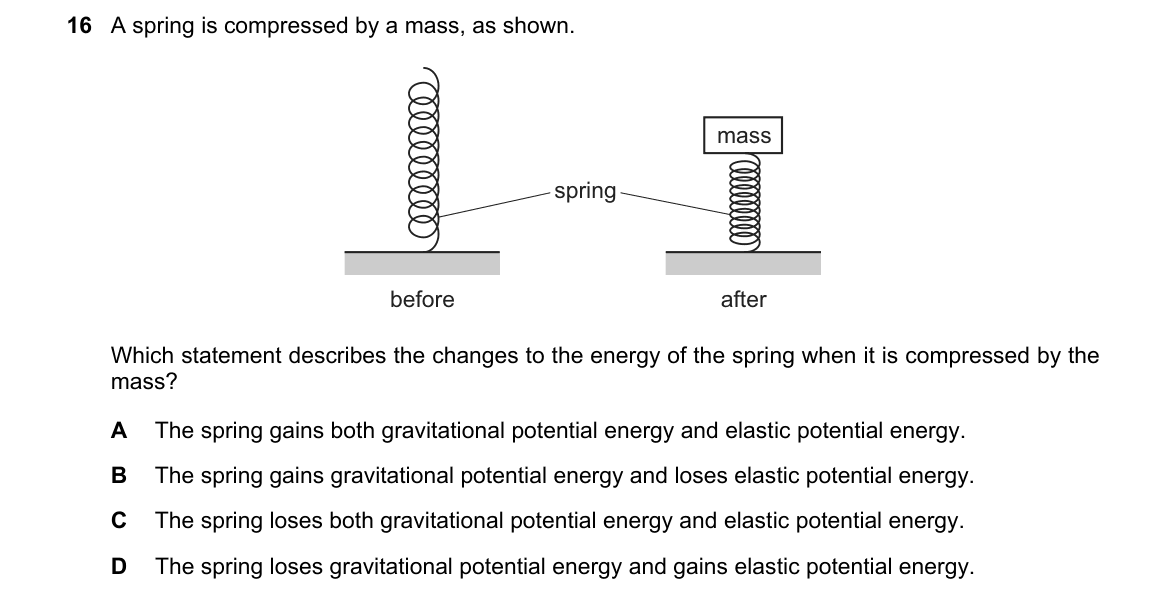 16 A spring is compressed by a mass, as shown.
mass
spring
before
after
Which statement describes the changes to the energy of the spring when it is compressed by the
mass?
A The spring gains both gravitational potential energy and elastic potential energy.
B The spring gains gravitational potential energy and loses elastic potential energy.
C The spring loses both gravitational potential energy and elastic potential energy.
D The spring loses gravitational potential energy and gains elastic potential energy.